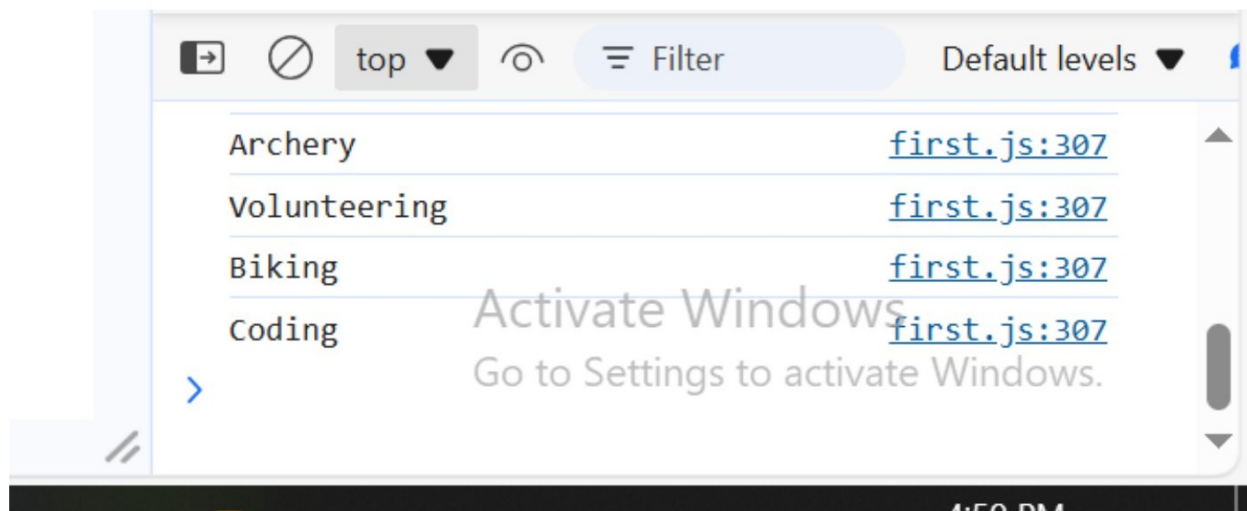 top Filter Default levels
Archery first.js:307
Volunteering first.js:307
Biking first.js:307
Activate Windows
Coding first.js:307
Go to Settings to activate Windows.